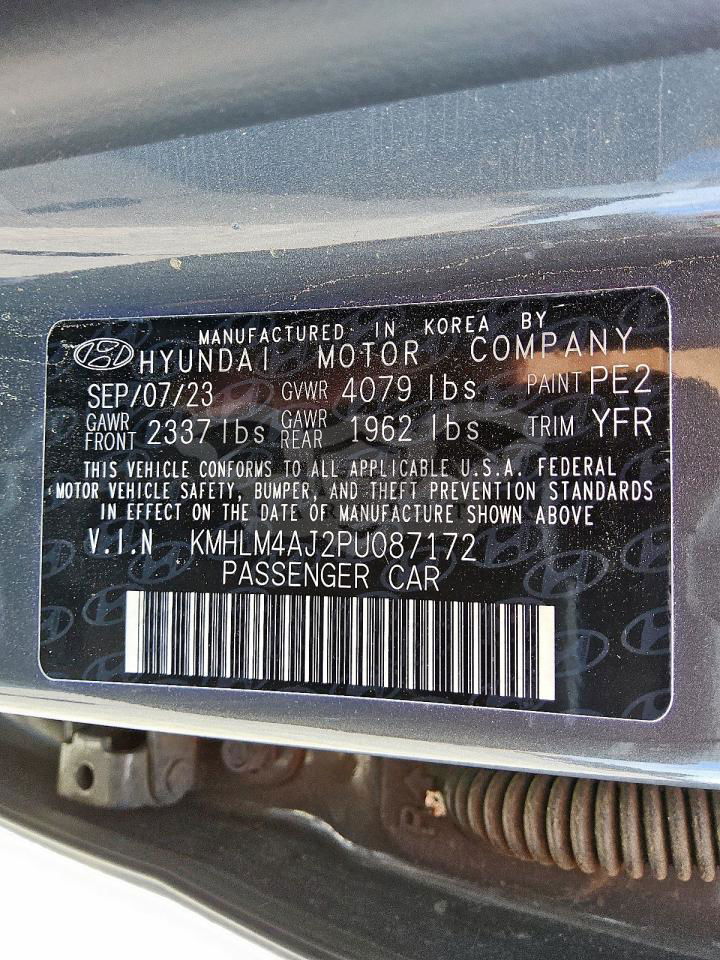 MANUFACTURED IN KOREA BY
HYUNDAI MOTOR COMPANY
SEP/07/23 GVWR 4079 lbs PAINT PE2
GAWR FRONT 2337 lbs GAWR REAR 1962 lbs TRIM YFR
THIS VEHICLE CONFORMS TO ALL APPLICABLE U.S.A. FEDERAL
MOTOR VEHICLE SAFETY, BUMPER, AND THEFT PREVENTION STANDARDS
IN EFFECT ON THE DATE OF MANUFACTURE SHOWN ABOVE
V.I.N KMHLM4AJ2PU087172
PASSENGER CAR
P